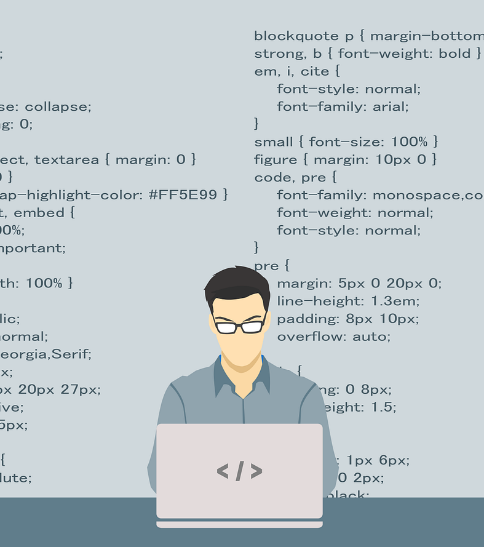 ;
se: collapse;
g: 0;
ect, textarea { margin: 0 }
}
ap-highlight-color: #FF5E99 }
t, embed {
0%;
mportant;
th: 100% }
lic;
ormal;
eorgia,Serif;
x;
x 20px 27px;
ive;
5px;
{
lute;
blockquote p { margin-bottom
strong, b { font-weight: bold }
em, i, cite {
font-style: normal;
font-family: arial;
}
small { font-size: 100% }
figure { margin: 10px 0 }
code, pre {
font-family: monospace,co
font-weight: normal;
font-style: normal;
}
pre {
margin: 5px 0 20px 0;
line-height: 1.3em;
padding: 8px 10px;
overflow: auto;
{
ng: 0 8px;
eight: 1.5;
: 1px 6px;
0 2px;
black;
</>